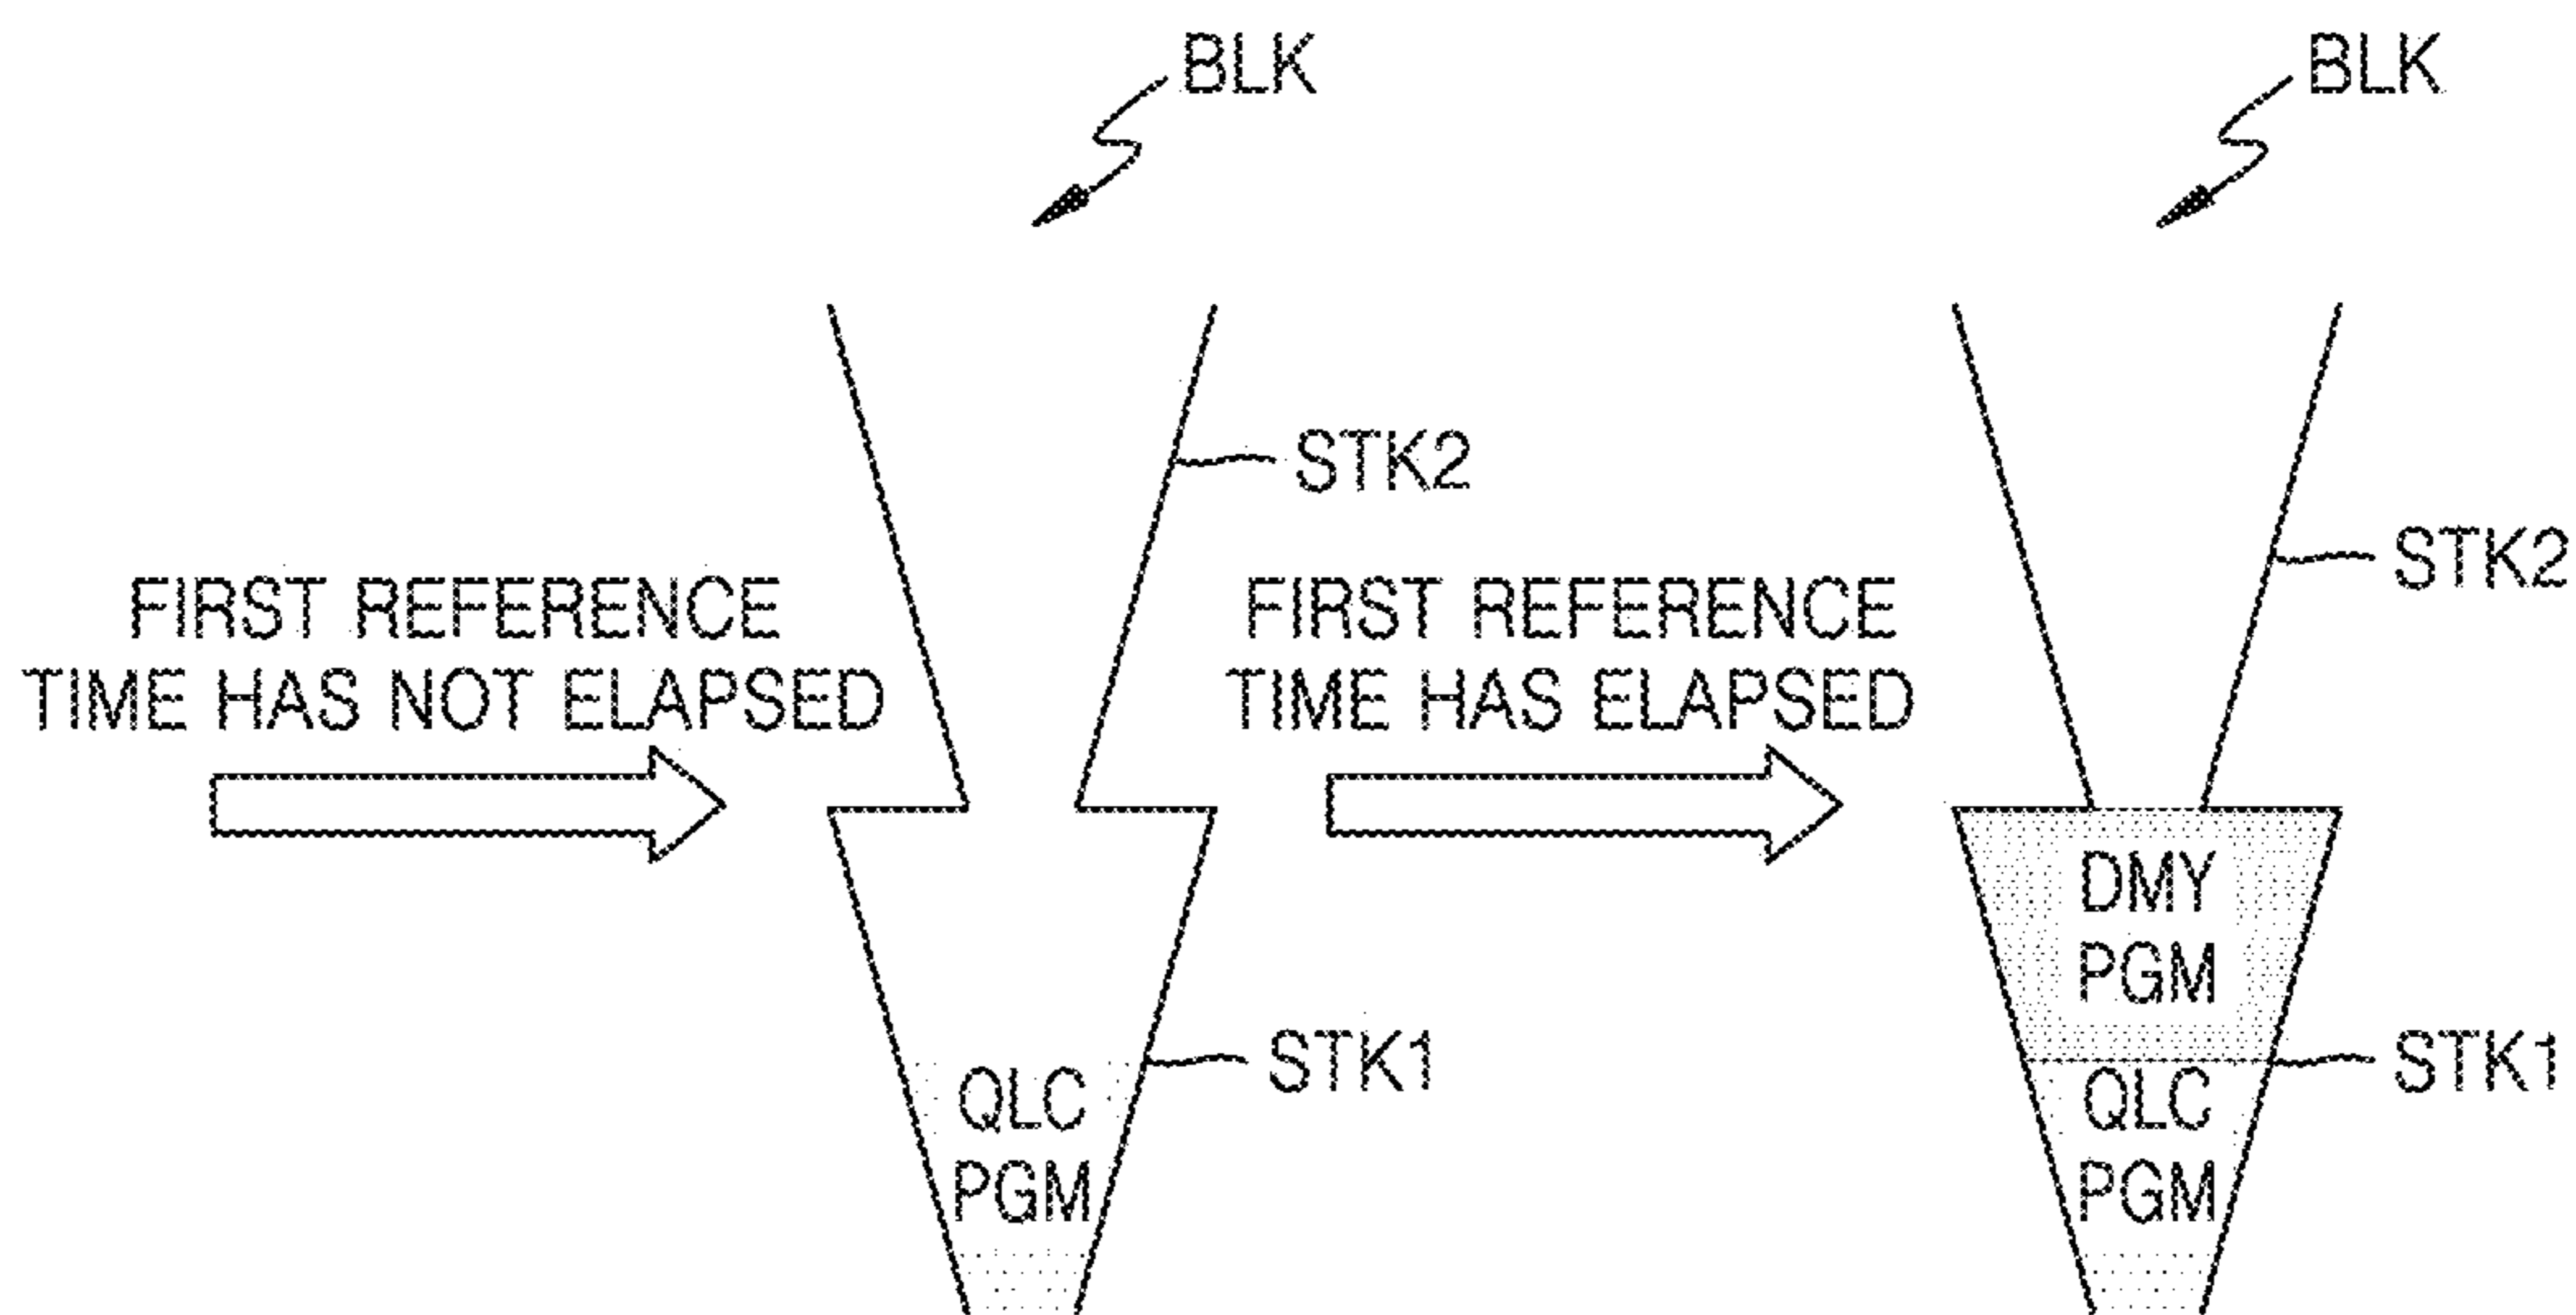 BLK
BLK
STK2
STK2
FIRST REFERENCE
TIME HAS NOT ELAPSED
FIRST REFERENCE
TIME HAS ELAPSED
DMY
PGM
STK1
STK1
QLC
PGM
QLC
PGM